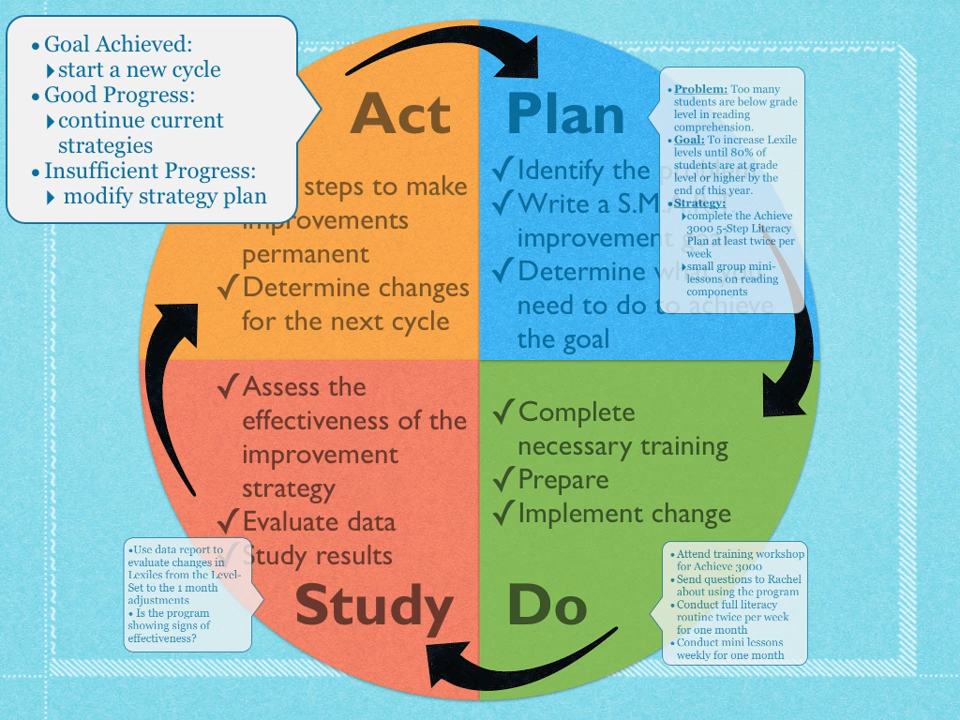 • Goal Achieved:
▸start a new cycle
• Good Progress:
▸continue current
strategies
• Insufficient Progress:
▸ modify strategy plan
Act
steps to make
improvements
permanent
✓Determine changes
for the next cycle
Plan
✓Identify the
✓Write a S.M.
improvement
✓Determine what you
need to do to achieve
the goal
•Problem: Too many
students are below grade
level in reading
comprehension.
•Goal: To increase Lexile
levels until 80% of
students are at grade
level or higher by the
end of this year.
•Strategy:
▸complete the Achieve
3000 5-Step Literacy
Plan at least twice per
week
▸small group mini-
lessons on reading
components
✓Assess the
effectiveness of the
improvement
strategy
✓Evaluate data
✓Study results
Study
•Use data report to
evaluate changes in
Lexiles from the Level-
Set to the 1 month
adjustments
• Is the program
showing signs of
effectiveness?
✓Complete
necessary training
✓Prepare
✓Implement change
Do
•Attend training workshop
for Achieve 3000
•Send questions to Rachel
about using the program
•Conduct full literacy
routine twice per week
for one month
•Conduct mini lessons
weekly for one month